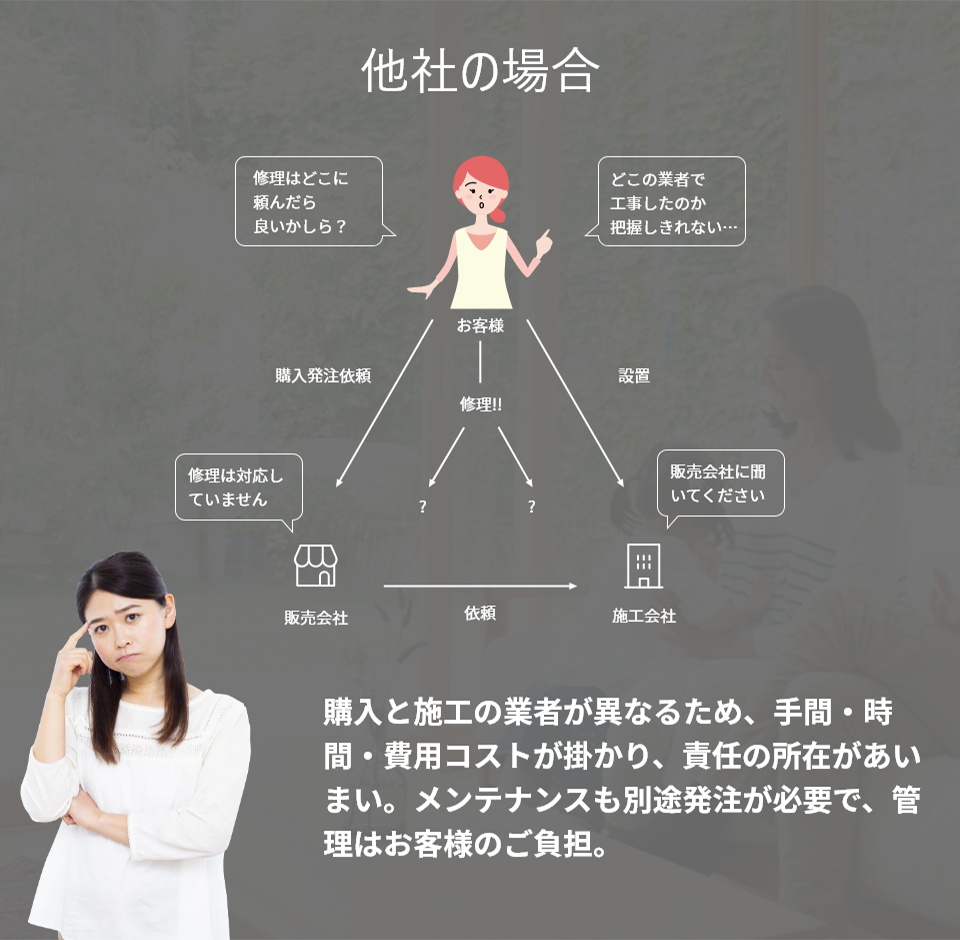 他社の場合
修理はどこに
頼んだら
良いかしら？
どこの業者で
工事したのか
把握しきれない…
お客様
購入発注依頼
設置
修理!!
修理は対応し
ていません
?
?
販売会社に聞
いてください
販売会社
依頼
施工会社
購入と施工の業者が異なるため、手間・時
間・費用コストが掛かり、責任の所在があい
まい。メンテナンスも別途発注が必要で、管
理はお客様のご負担。